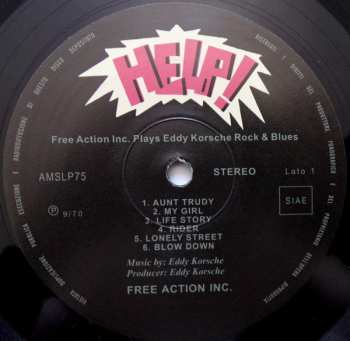 HELP!
Free Action Inc. Plays Eddy Korsche Rock & Blues
AMSLP75
STEREO
Lato 1
℗ 9/70
SIAE
1. AUNT TRUDY
2. MY GIRL
3. LIFE STORY
4. RIDER
5. LONELY STREET
6. BLOW DOWN
Music by: Eddy Korsche
Producer: Eddy Korsche
FREE ACTION INC.